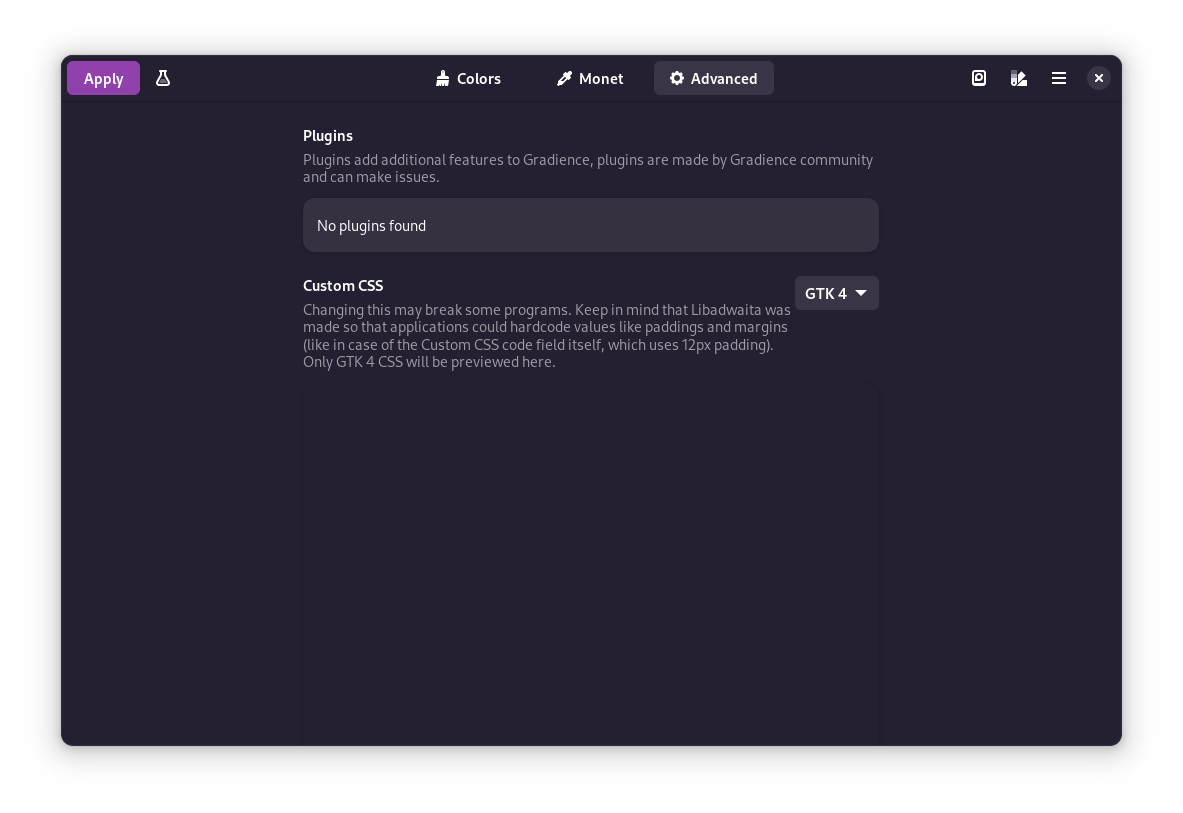 Apply
Colors
Monet
Advanced
Plugins
Plugins add additional features to Gradience, plugins are made by Gradience community
and can make issues.
No plugins found
Custom CSS
GTK 4
Changing this may break some programs. Keep in mind that Libadwaita was
made so that applications could hardcode values like paddings and margins
(like in case of the Custom CSS code field itself, which uses 12px padding).
Only GTK 4 CSS will be previewed here.